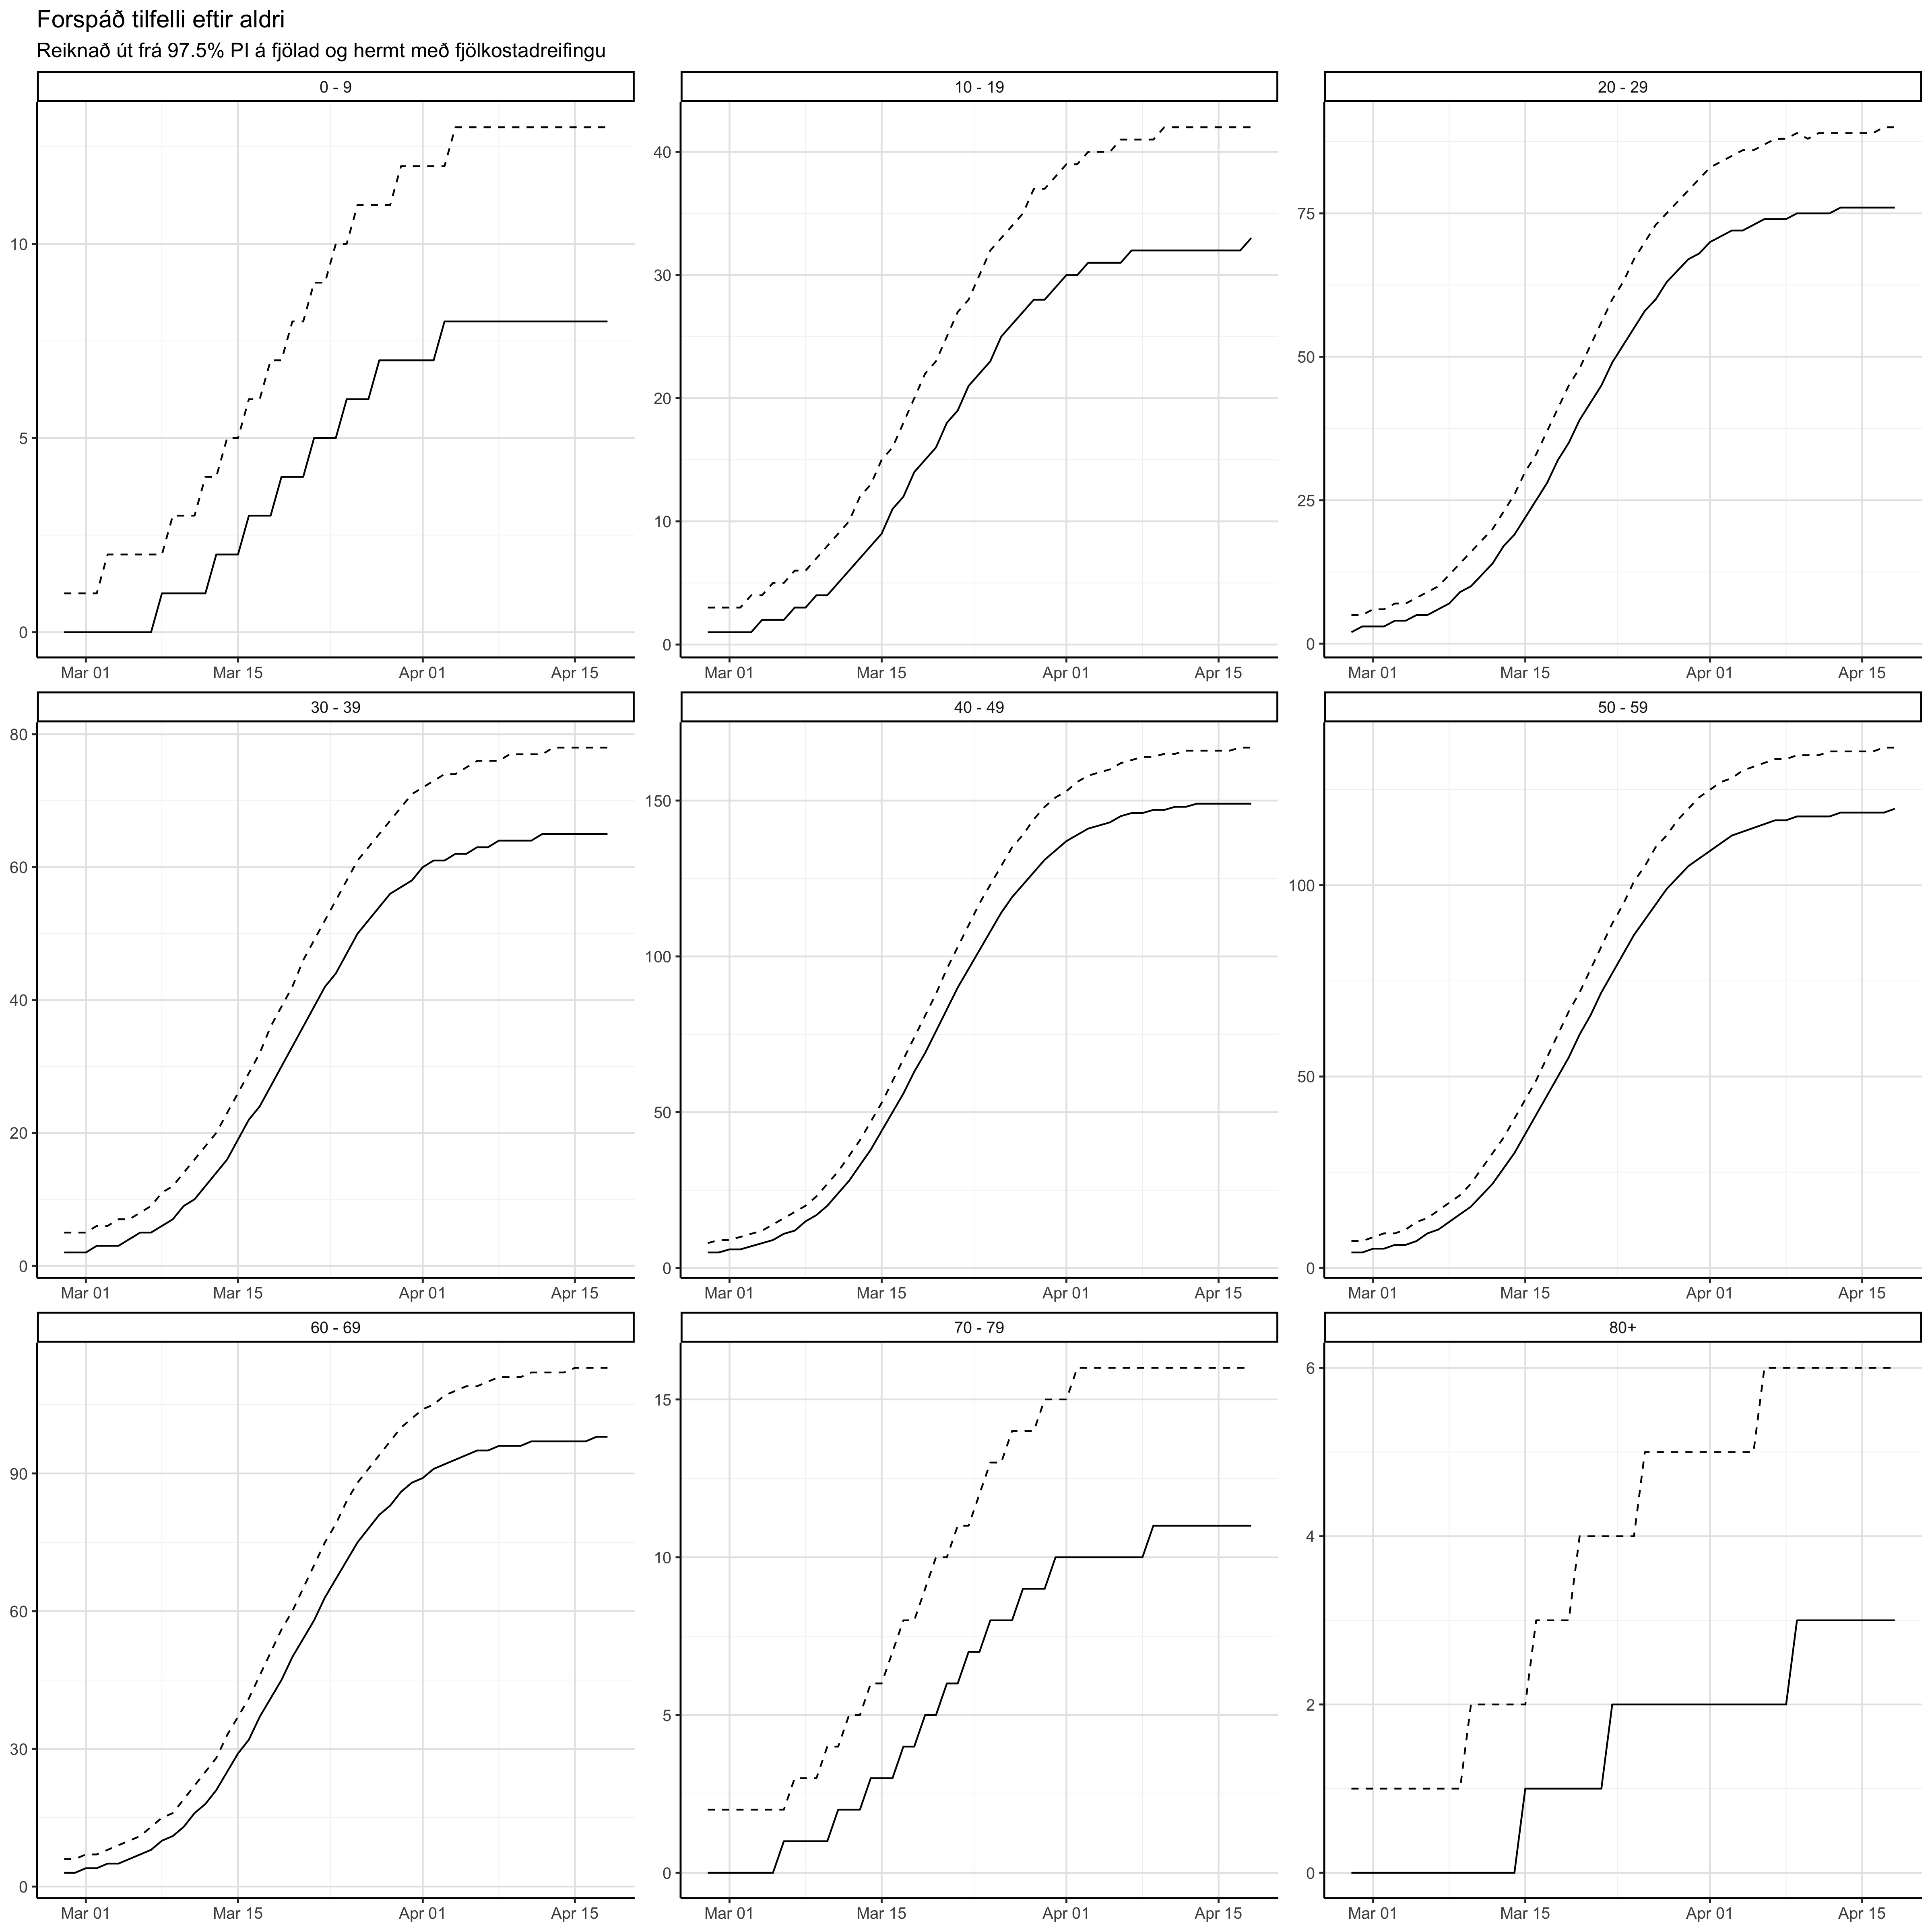 Forspáð tilfelli eftir aldri
Reiknað út frá 97.5% PI á fjölad og hermt með fjölkostadreifingu
0 - 9
10
5
0
Mar 01 Mar 15 Apr 01 Apr 15
10 - 19
40
30
20
10
0
Mar 01 Mar 15 Apr 01 Apr 15
20 - 29
75
50
25
0
Mar 01 Mar 15 Apr 01 Apr 15
30 - 39
80
60
40
20
0
Mar 01 Mar 15 Apr 01 Apr 15
40 - 49
150
100
50
0
Mar 01 Mar 15 Apr 01 Apr 15
50 - 59
100
50
0
Mar 01 Mar 15 Apr 01 Apr 15
60 - 69
90
60
30
0
Mar 01 Mar 15 Apr 01 Apr 15
70 - 79
15
10
5
0
Mar 01 Mar 15 Apr 01 Apr 15
80+
6
4
2
0
Mar 01 Mar 15 Apr 01 Apr 15